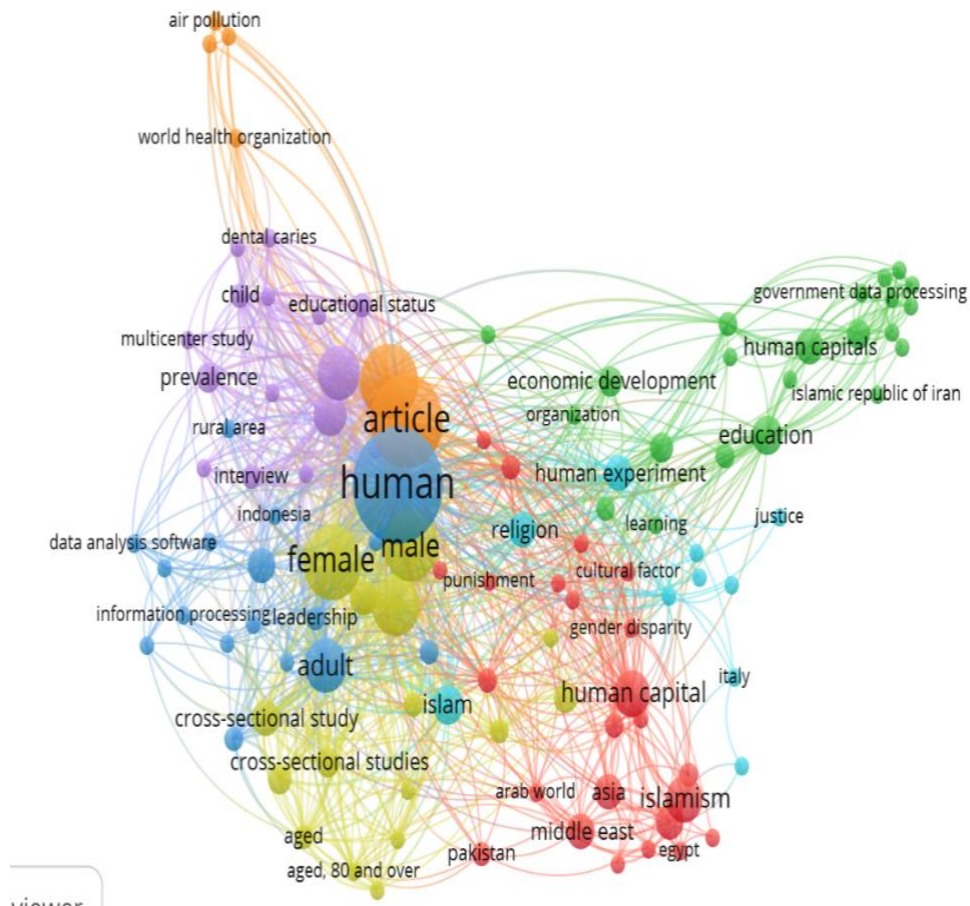 air pollution
world health organization
dental caries
child
educational status
government data processing
multicenter study
human capitals
prevalence
economic development
islamic republic of iran
organization
article
rural area
education
interview
human experiment
human
indonesia
learning
justice
religion
data analysis software
male
female
cultural factor
punishment
information processing
leadership
gender disparity
adult
italy
human capital
islam
cross-sectional study
cross-sectional studies
arab world
asia
islamism
middle east
aged
egypt
pakistan
aged, 80 and over